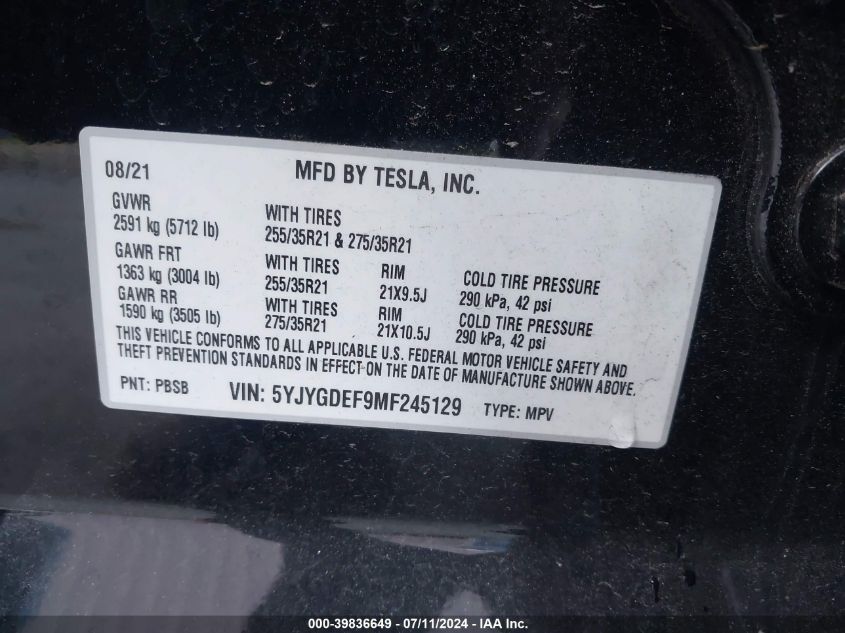 08/21 MFD BY TESLA, INC.
GVWR
2591 kg (5712 lb)
WITH TIRES
255/35R21 & 275/35R21
GAWR FRT
1363 kg (3004 lb)
WITH TIRES
255/35R21
RIM
21X9.5J
COLD TIRE PRESSURE
290 kPa, 42 psi
GAWR RR
1590 kg (3505 lb)
WITH TIRES
275/35R21
RIM
21X10.5J
COLD TIRE PRESSURE
290 kPa, 42 psi
THIS VEHICLE CONFORMS TO ALL APPLICABLE U.S. FEDERAL MOTOR VEHICLE SAFETY AND
THEFT PREVENTION STANDARDS IN EFFECT ON THE DATE OF MANUFACTURE SHOWN ABOVE.
PNT: PBSB VIN: 5YJYGDEF9MF245129 TYPE: MPV
000-39836649 - 07/11/2024 - IAA Inc.